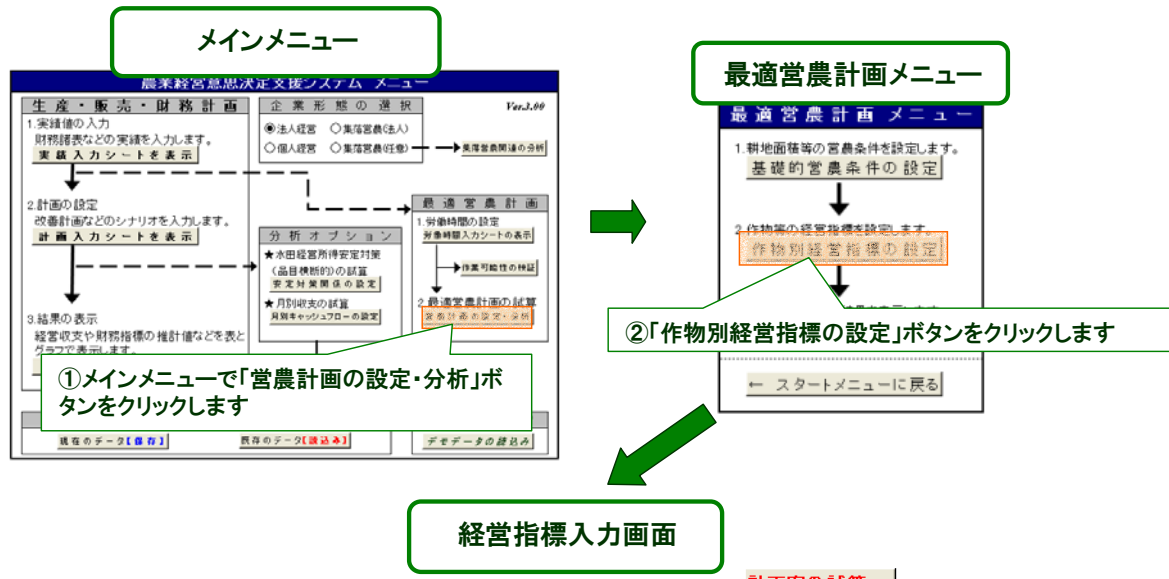 メインメニュー
農業経営意思決定支援システム メニュー
生産・販売・財務計画
1.実績値の入力
財務諸表などの実績を入力します。
実績入力シートを表示
2.計画の設定
改善計画などのシナリオを入力します。
計画入力シートを表示
3.結果の表示
経営収支や財務指標の推計値などを表と
グラフで表示します。
企業形態の選択
法人経営 集落営農(法人)
個人経営 集落営農(任意)
Ver.3.00
集落営農関連の分析
分析オプション
★水田経営所得安定対策
(品目横断的)の試算
安定対策関係の設定
★月別収支の試算
月別キャッシュフローの設定
最適営農計画
1.労働時間の設定
労働時間入力シートの表示
作業可能性の検証
2.最適営農計画の試算
営農計画の設定・分析
①メインメニューで「営農計画の設定・分析」ボ
タンをクリックします
現在のデータ【保存】
既存のデータ【読込み】
デモデータの読込み
最適営農計画メニュー
最適営農計画 メニュー
1.耕地面積等の営農条件を設定します。
基礎的営農条件の設定
2.作物等の経営指標を設定します。
作物別経営指標の設定
②「作物別経営指標の設定」ボタンをクリックします
← スタートメニューに戻る
経営指標入力画面